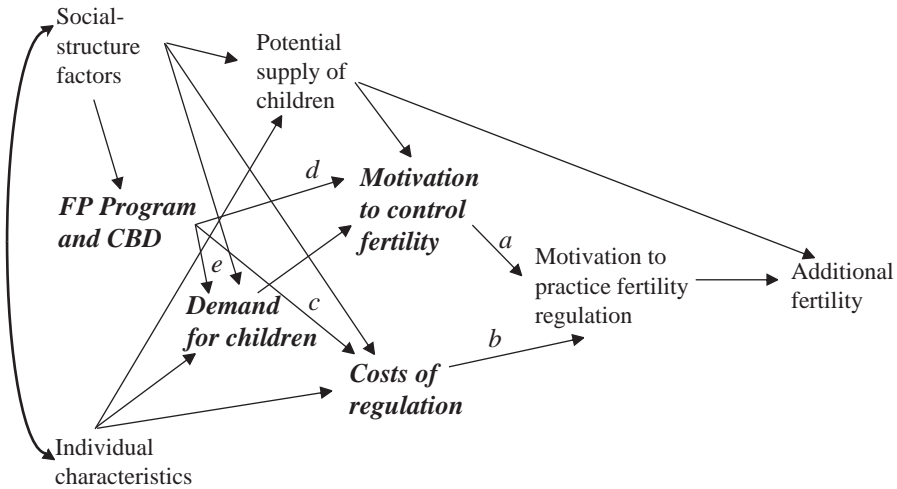 Social-
structure
factors
Potential
supply of
children
d
Motivation
to control
fertility
FP Program
and CBD
a
e
Motivation to
practice fertility
regulation
Additional
fertility
Demand
for children
c
b
Costs of
regulation
Individual
characteristics